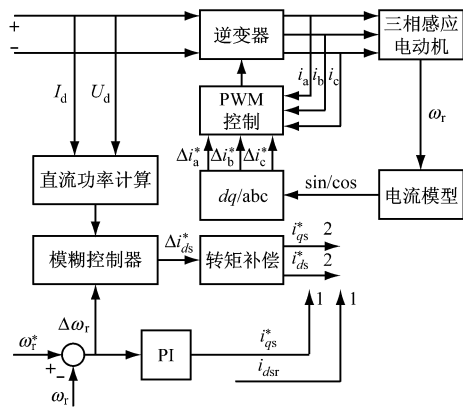 +
逆变器
三相感应
电动机
−
I_d
U_d
i_a i_b i_c
PWM
控制
ω_r
Δi_a^* Δi_b^* Δi_c^*
直流功率计算
dq/abc
sin/cos
电流模型
模糊控制器
Δi_ds^*
转矩补偿
i_qs^* 2
i_ds^* 2
1 1
Δω_r
ω_r^*
+
−
PI
i_qs^*
i_dsr
ω_r